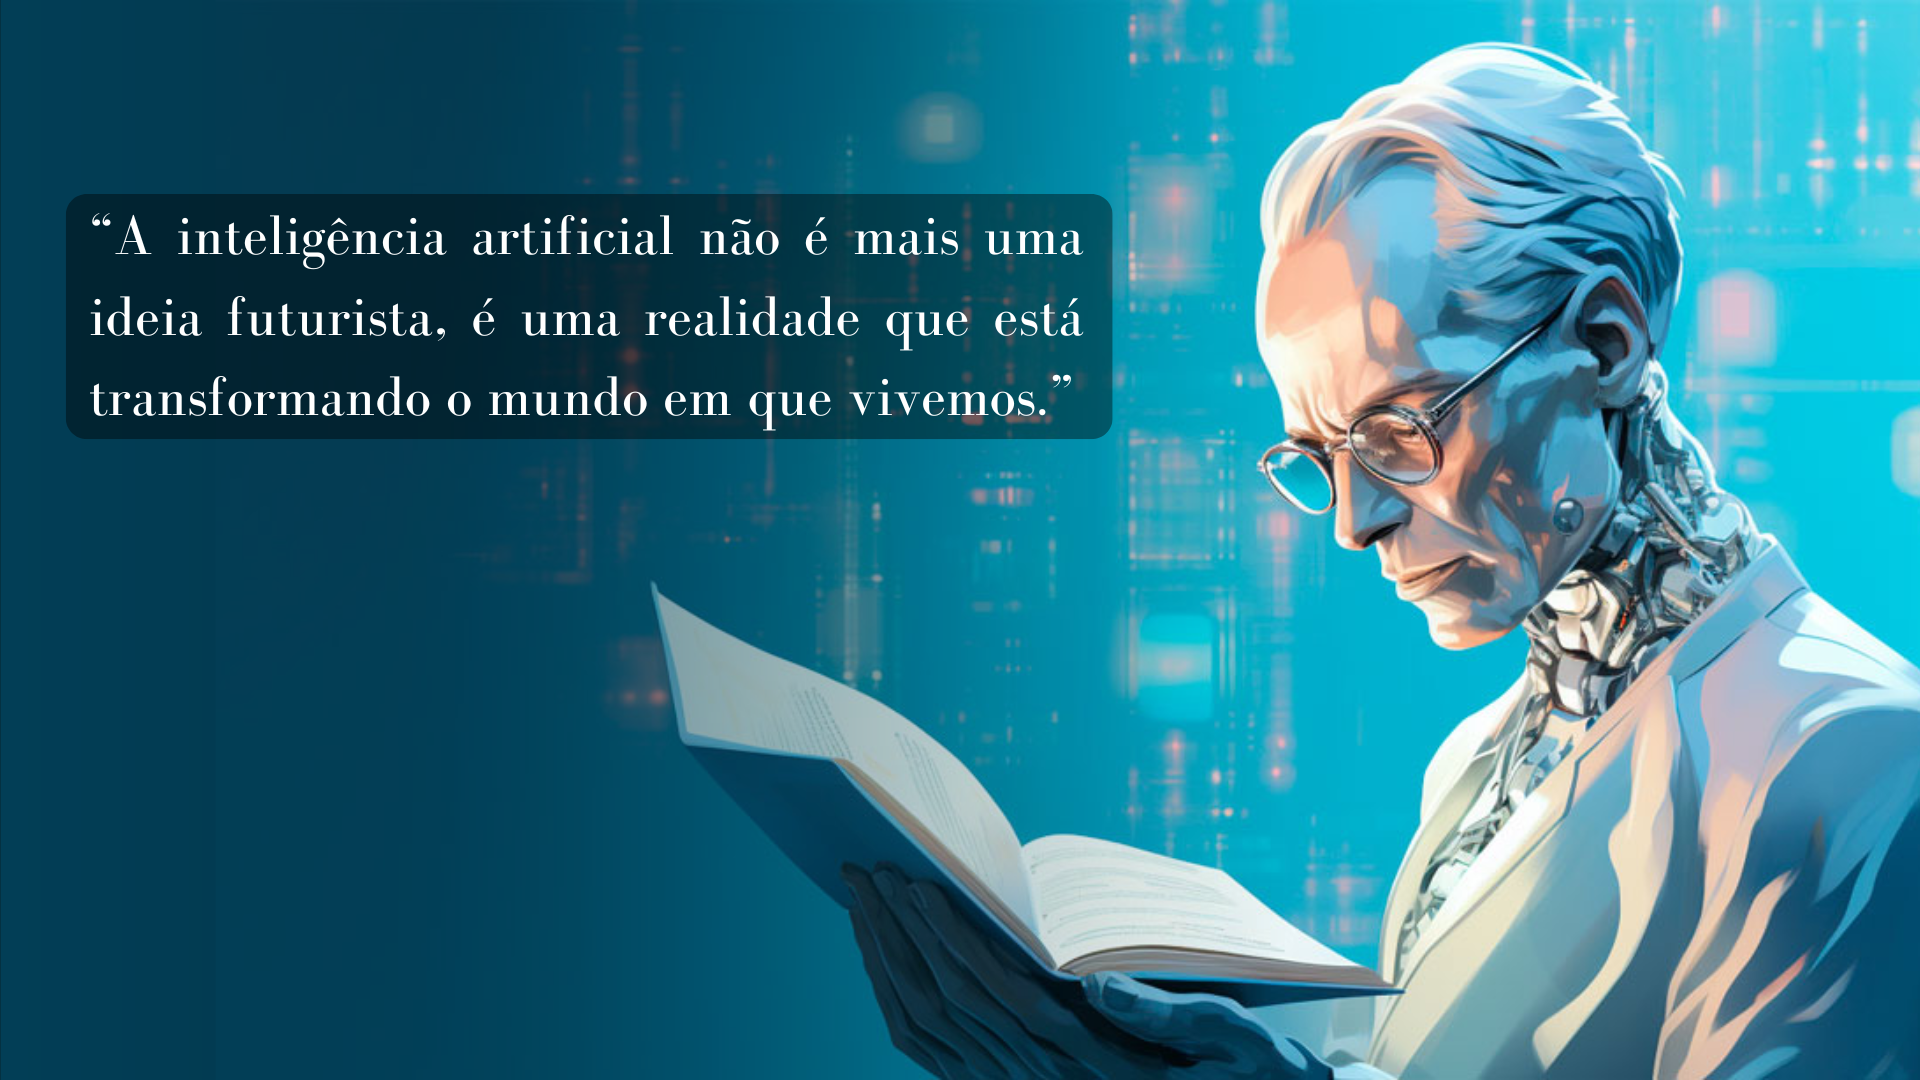 “A inteligência artificial não é mais uma
ideia futurista, é uma realidade que está
transformando o mundo em que vivemos.”